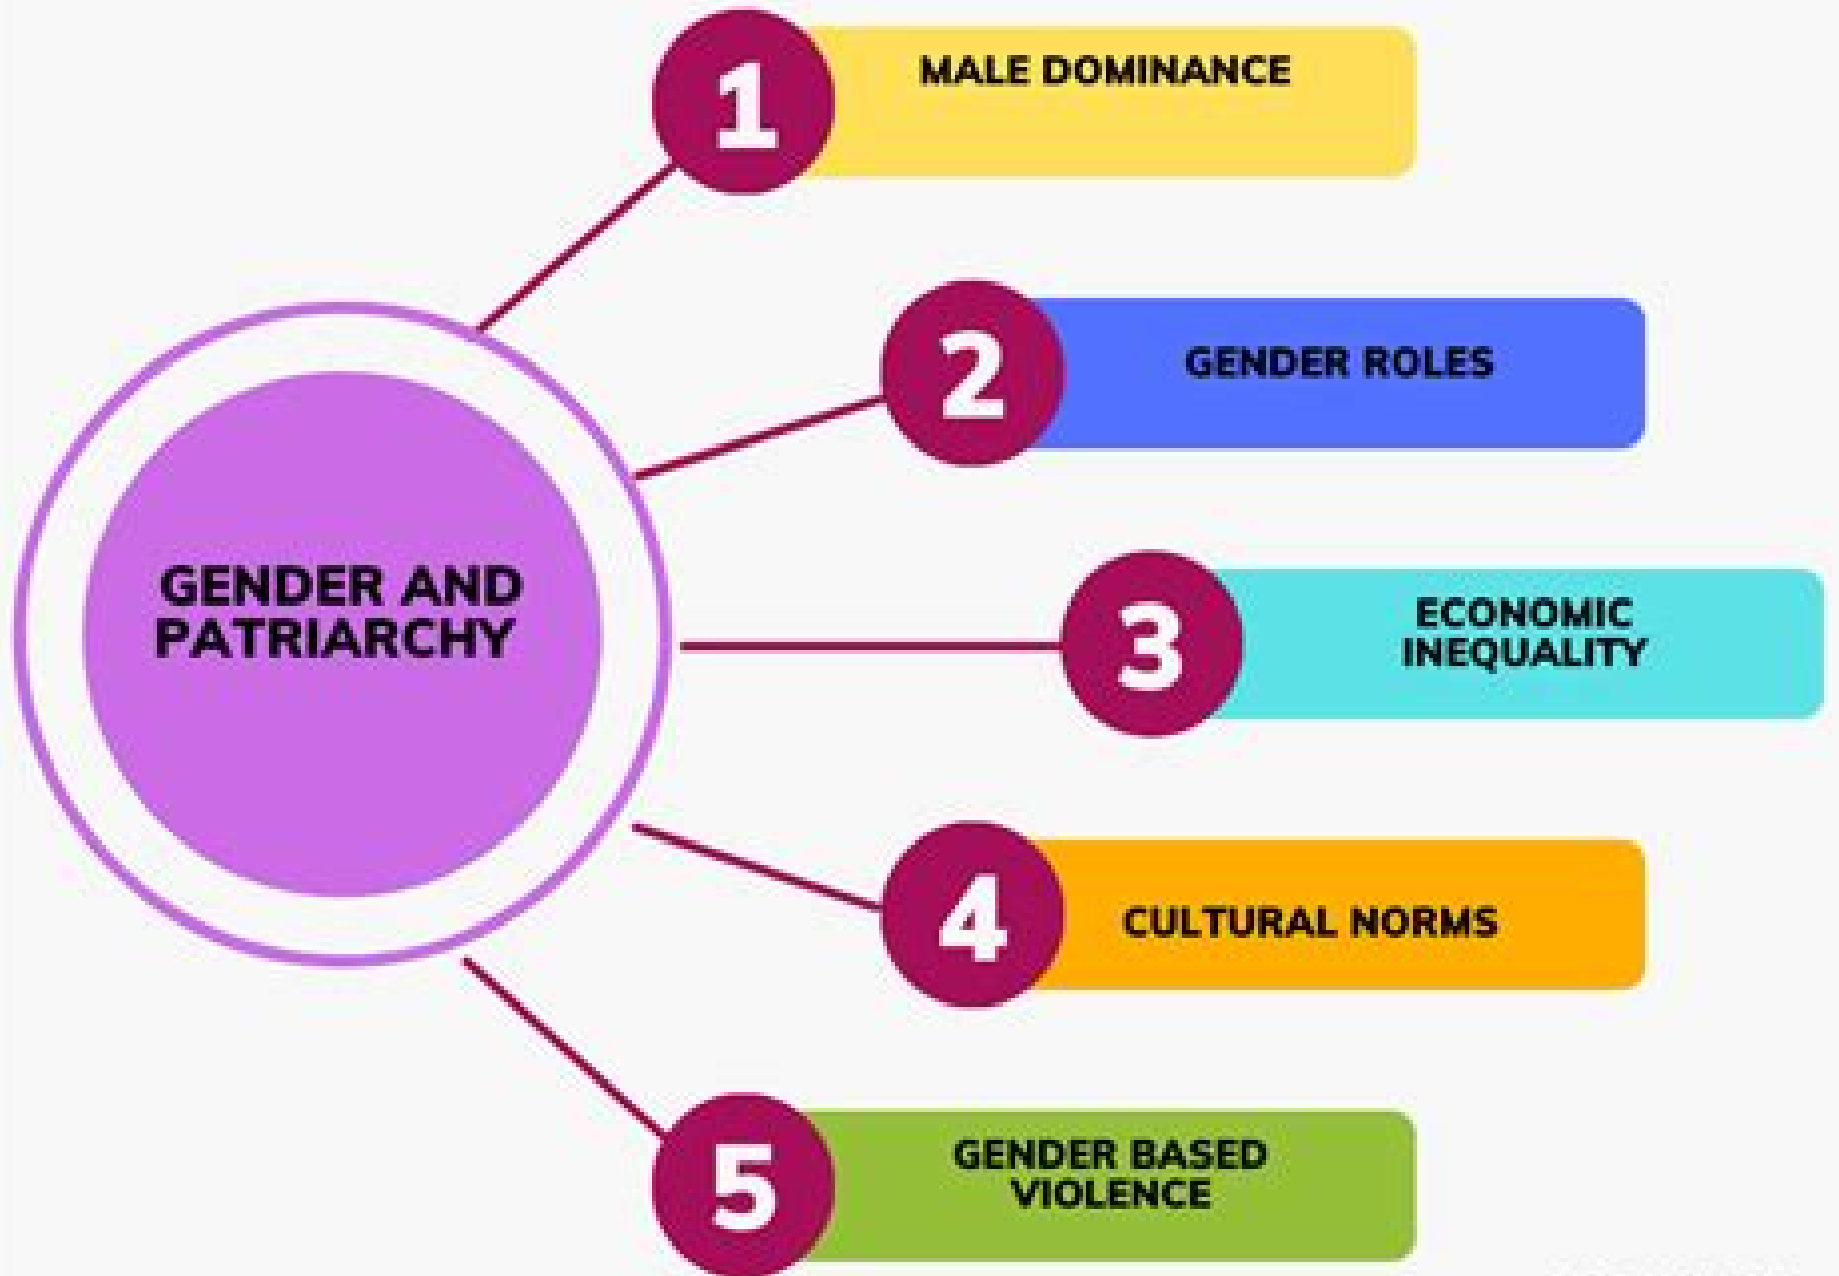 1
MALE DOMINANCE
2
GENDER ROLES
GENDER AND
PATRIARCHY
3
ECONOMIC
INEQUALITY
4
CULTURAL NORMS
5
GENDER BASED
VIOLENCE